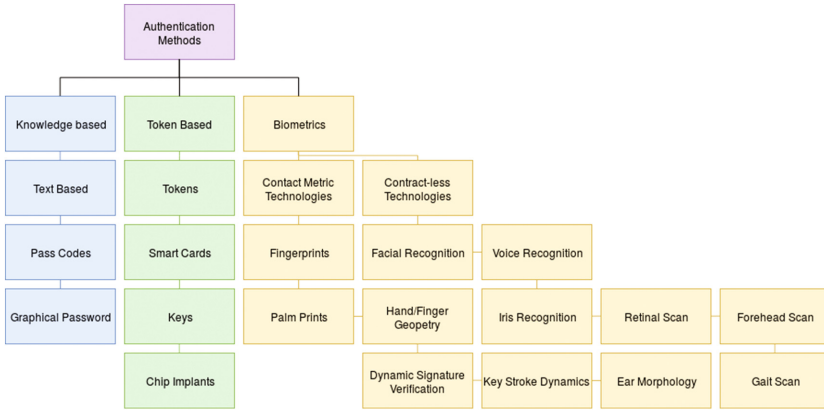 Authentication
Methods
Knowledge based
Token Based
Biometrics
Text Based
Tokens
Contact Metric
Technologies
Contract-less
Technologies
Pass Codes
Smart Cards
Fingerprints
Facial Recognition
Voice Recognition
Graphical Password
Keys
Palm Prints
Hand/Finger
Geopetry
Iris Recognition
Retinal Scan
Forehead Scan
Chip Implants
Dynamic Signature
Verification
Key Stroke Dynamics
Ear Morphology
Gait Scan